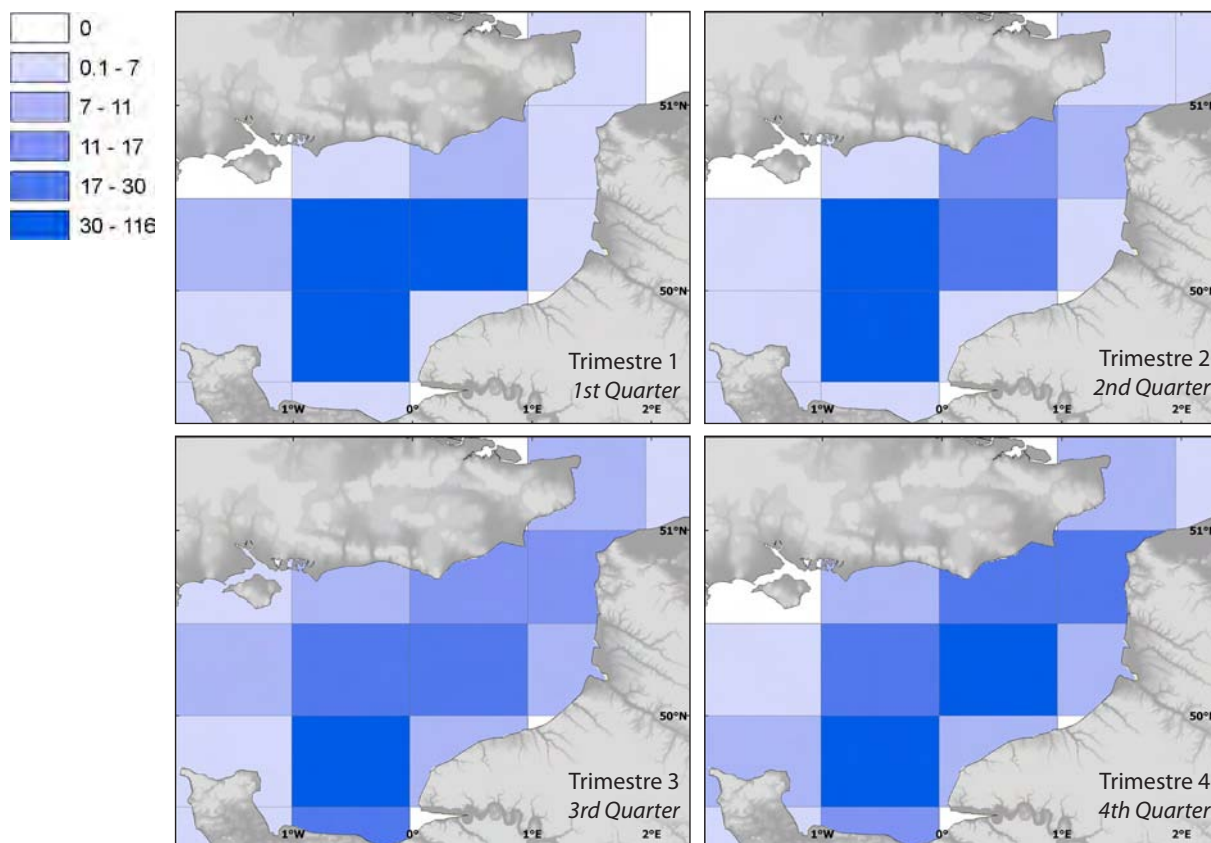 0
0.1 - 7
7 - 11
11 - 17
17 - 30
30 - 116
51°N
50°N
Trimestre 1
1st Quarter
1°W
0°
1°E
2°E
51°N
50°N
Trimestre 2
2nd Quarter
1°W
0°
1°E
2°E
51°N
50°N
Trimestre 3
3rd Quarter
1°W
0°
1°E
2°E
51°N
50°N
Trimestre 4
4th Quarter
1°W
0°
1°E
2°E